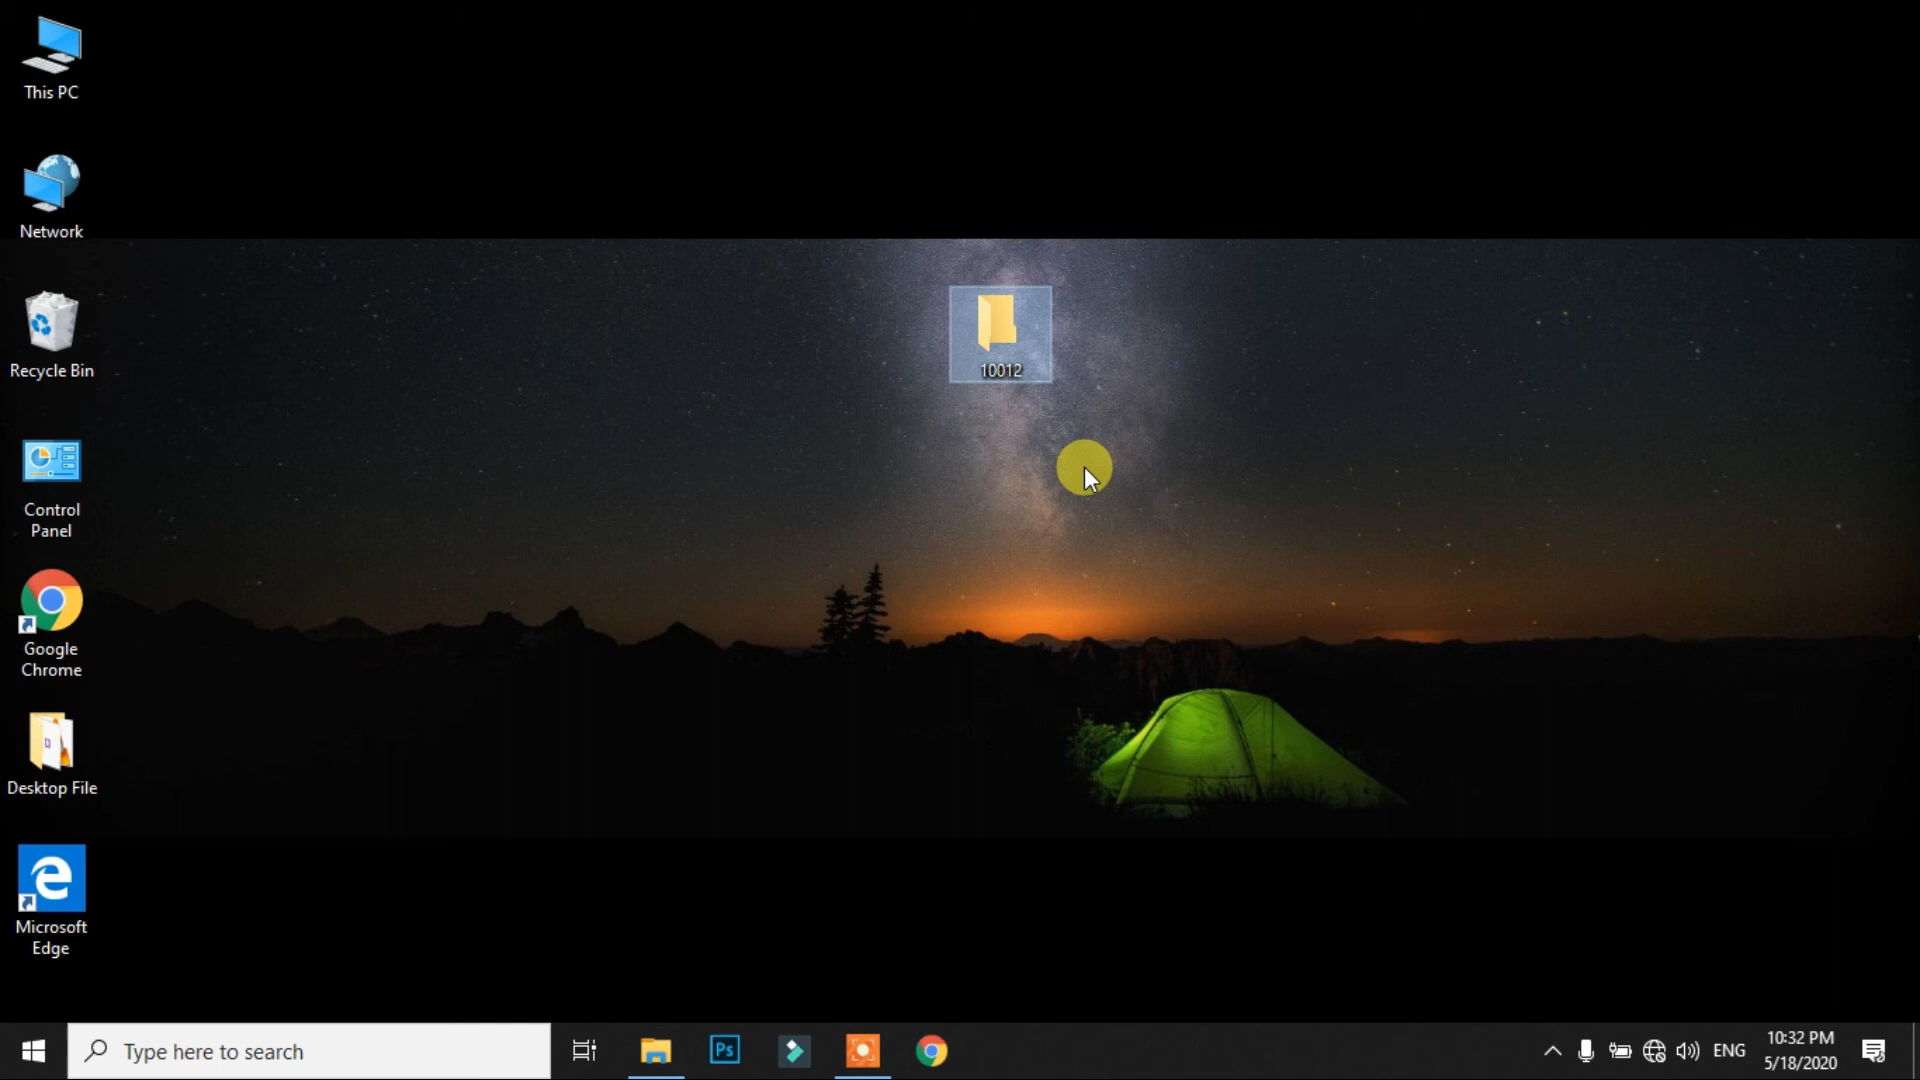 This PC
Network
Recycle Bin
Control
Panel
Google
Chrome
Desktop File
Microsoft
Edge
10012
Type here to search
Ps
ENG
10:32 PM
5/18/2020